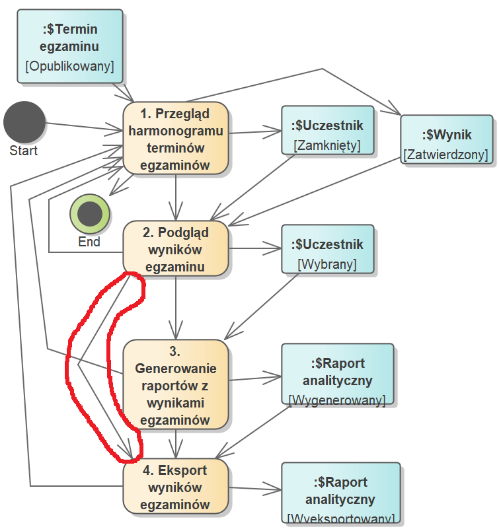 :$Termin
egzaminu
[Opublikowany]
Start
1. Przegląd
harmonogramu
terminów
egzaminów
:$Uczestnik
[Zamknięty]
:$Wynik
[Zatwierdzony]
End
2. Podgląd
wyników
egzaminu
:$Uczestnik
[Wybrany]
3.
Generowanie
raportów z
wynikami
egzaminów
:$Raport
analityczny
[Wygenerowany]
4. Eksport
wyników
egzaminów
:$Raport
analityczny
[Wyeksportowany]